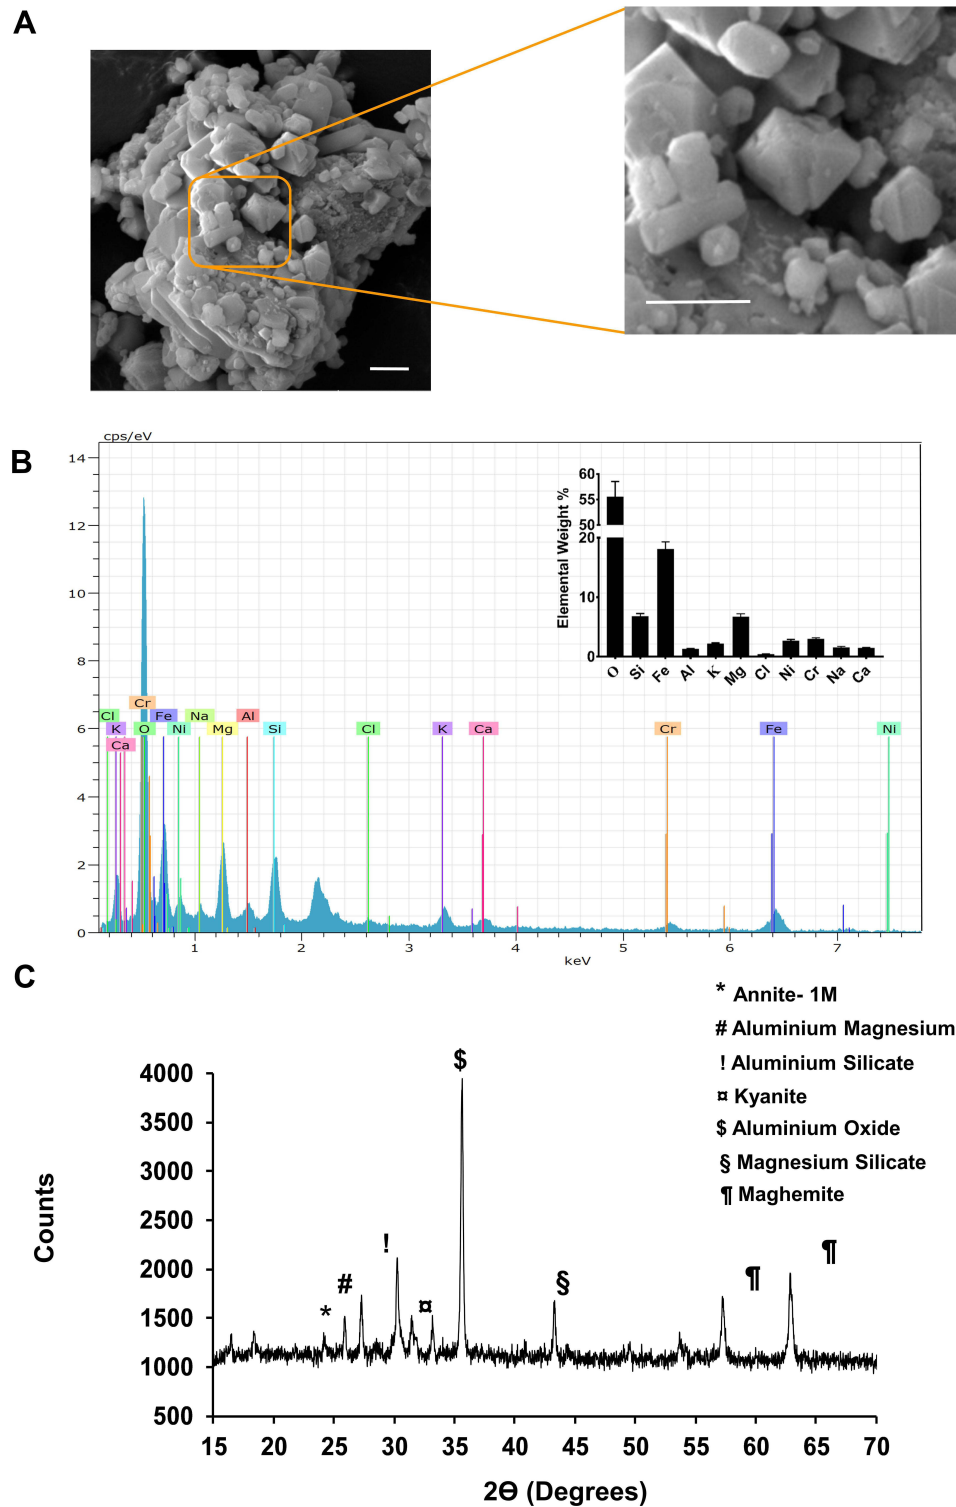 A
B
cps/eV
14
12
10
8
6
4
2
0
Cl
K
Ca
Cr
O
Fe
Ni
Na
Mg
Al
Si
Cl
K
Ca
Cr
Fe
Ni
1
2
3
4
5
6
7
keV
Elemental Weight %
60
55
50
20
10
0
O
Si
Fe
Al
K
Mg
Cl
Ni
Cr
Na
Ca
C
* Annite- 1M
# Aluminium Magnesium
! Aluminium Silicate
¤ Kyanite
$ Aluminium Oxide
§ Magnesium Silicate
¶ Maghemite
Counts
4000
3500
3000
2500
2000
1500
1000
500
*
#
!
¤
$
§
¶
¶
15
20
25
30
35
40
45
50
55
60
65
70
2Θ (Degrees)